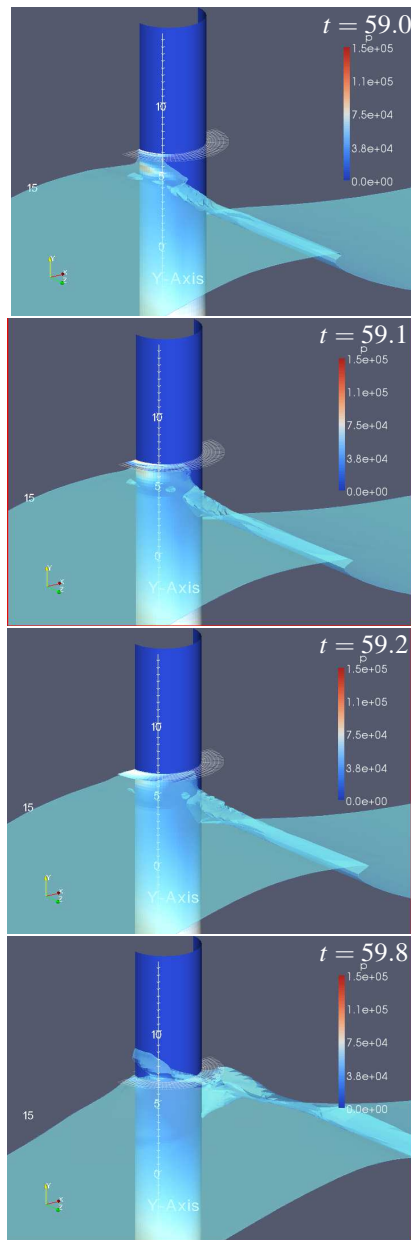 t = 59.0
p
1.5e+05
1.1e+05
7.5e+04
3.8e+04
0.0e+00
10
15
0
Y-Axis
Y
X
Z
t = 59.1
p
1.5e+05
1.1e+05
7.5e+04
3.8e+04
0.0e+00
10
5
15
0
Y-Axis
Y
X
Z
t = 59.2
p
1.5e+05
1.1e+05
7.5e+04
3.8e+04
0.0e+00
10
5
15
0
Y-Axis
Y
X
Z
t = 59.8
p
1.5e+05
1.1e+05
7.5e+04
3.8e+04
0.0e+00
10
5
15
0
Y-Axis
Y
X
Z